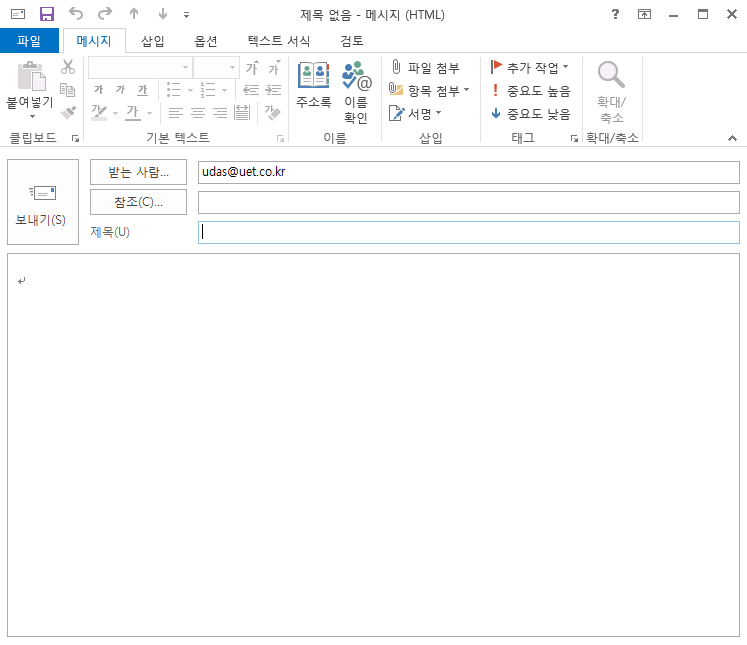 제목 없음 - 메시지 (HTML)
파일 메시지 삽입 옵션 텍스트 서식 검토
붙여넣기
클립보드
가 가
가 가 가
가
기본 텍스트
주소록
이름 확인
이름
파일 첨부
항목 첨부
서명
삽입
추가 작업
중요도 높음
중요도 낮음
태그
확대/
축소
확대/축소
보내기(S)
받는 사람... udas@uet.co.kr
참조(C)...
제목(U)